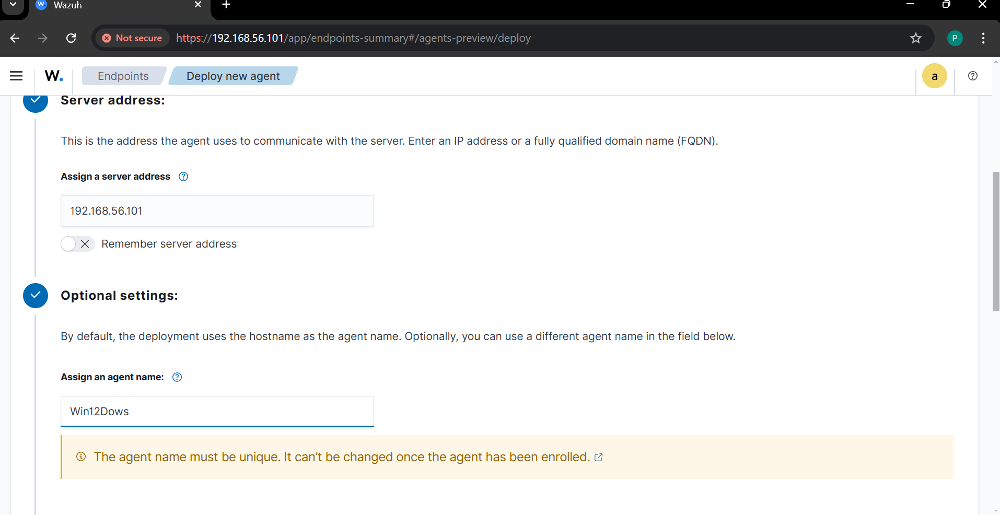 Wazuh
Not secure https://192.168.56.101/app/endpoints-summary#/agents-preview/deploy P
W. Endpoints Deploy new agent a
Server address:
This is the address the agent uses to communicate with the server. Enter an IP address or a fully qualified domain name (FQDN).
Assign a server address
192.168.56.101
Remember server address
Optional settings:
By default, the deployment uses the hostname as the agent name. Optionally, you can use a different agent name in the field below.
Assign an agent name:
Win12Dows
The agent name must be unique. It can’t be changed once the agent has been enrolled.